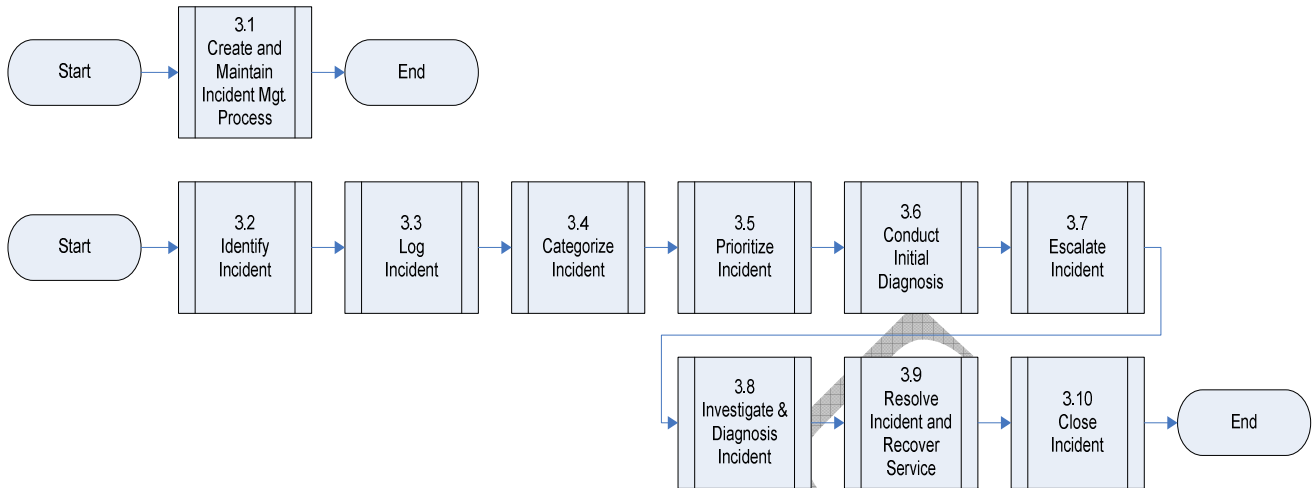 Start
3.1
Create and
Maintain
Incident Mgt.
Process
End
Start
3.2
Identify
Incident
3.3
Log
Incident
3.4
Categorize
Incident
3.5
Prioritize
Incident
3.6
Conduct
Initial
Diagnosis
3.7
Escalate
Incident
3.8
Investigate &
Diagnosis
Incident
3.9
Resolve
Incident and
Recover
Service
3.10
Close
Incident
End